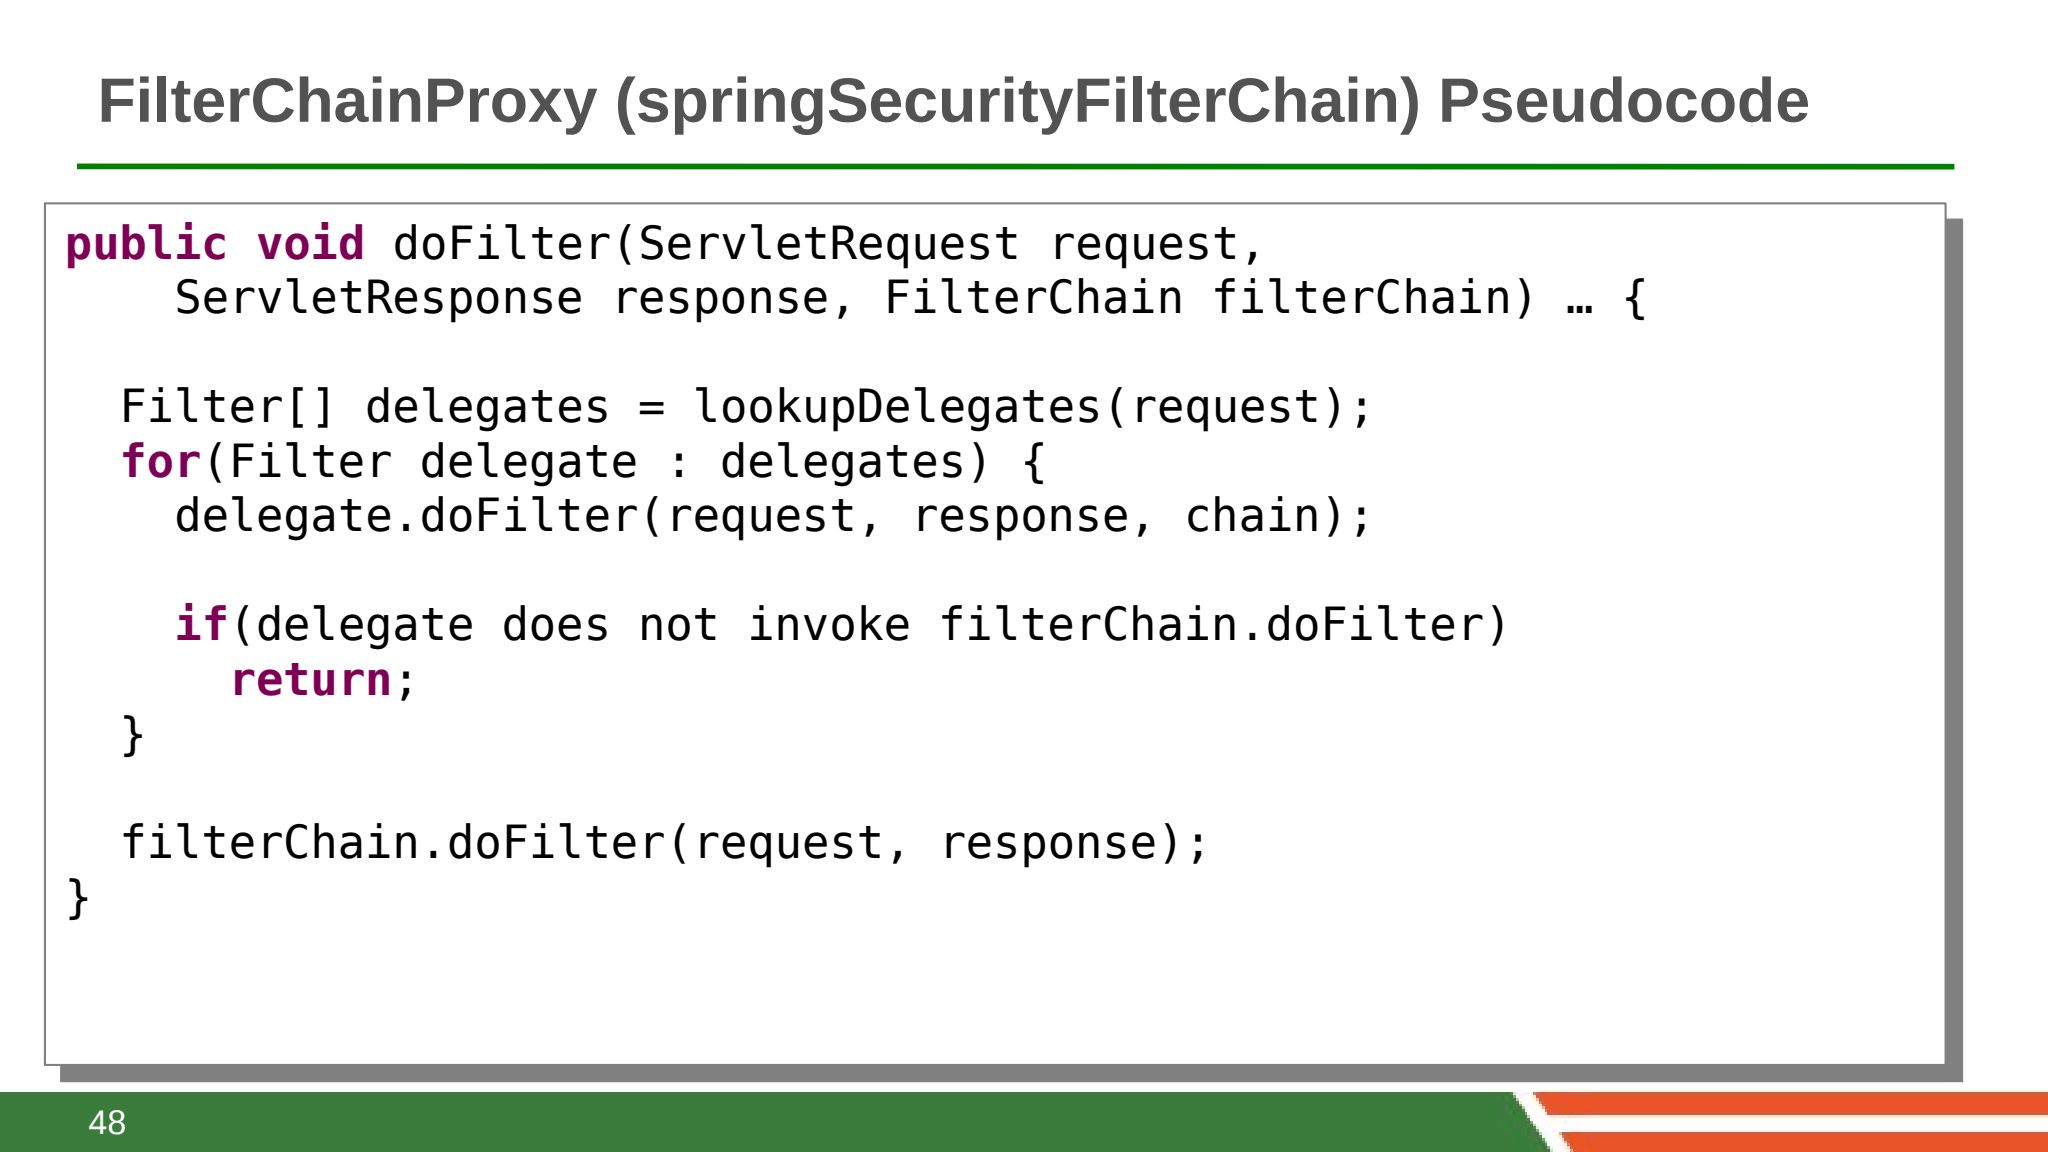 FilterChainProxy (springSecurityFilterChain) Pseudocode
public void doFilter(ServletRequest request,
    ServletResponse response, FilterChain filterChain) … {
  Filter[] delegates = lookupDelegates(request);
  for(Filter delegate : delegates) {
    delegate.doFilter(request, response, chain);
    if(delegate does not invoke filterChain.doFilter)
      return;
  }
  filterChain.doFilter(request, response);
}
48